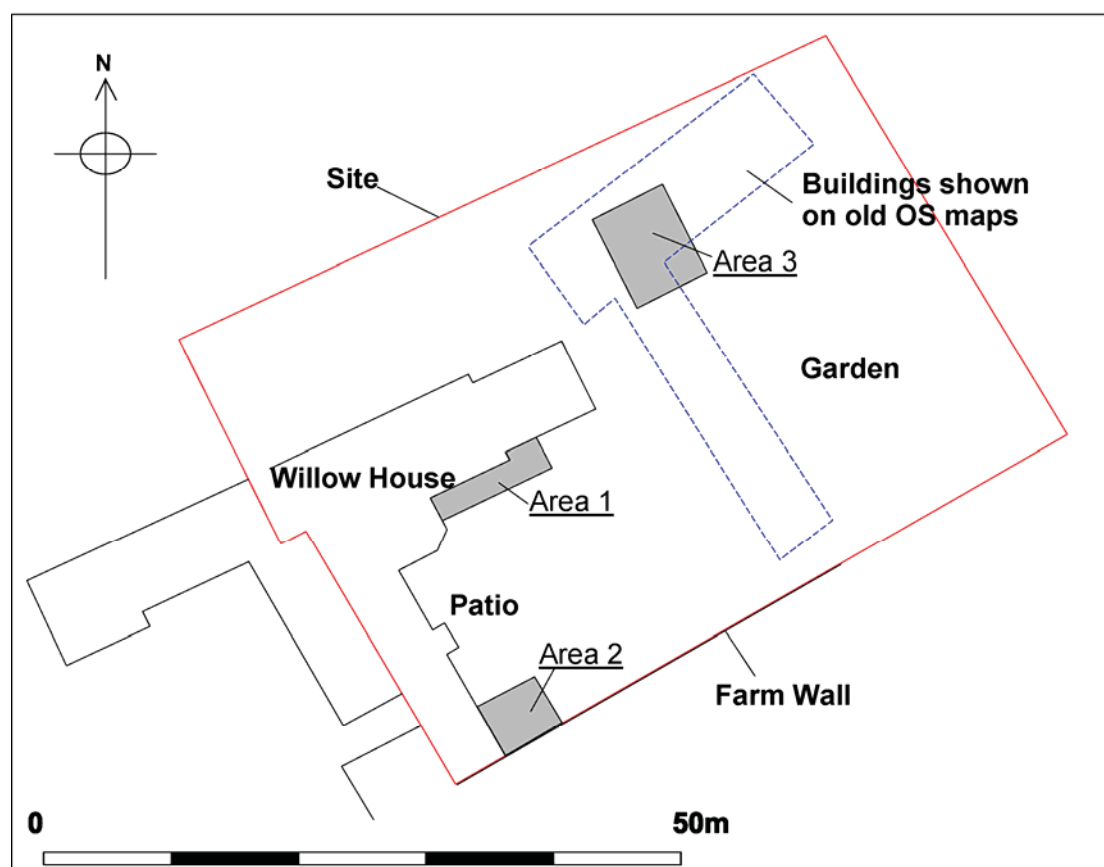 N
Site
Buildings shown
on old OS maps
Area 3
Garden
Willow House
Area 1
Patio
Area 2
Farm Wall
0
50m